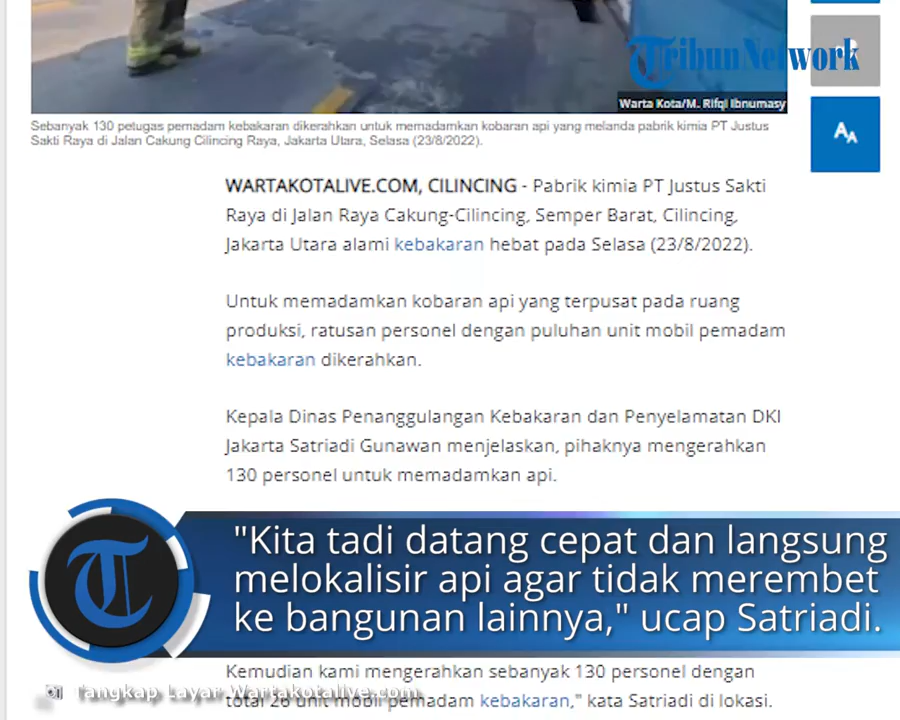 Tribun Network
Warta Kota/M. Rifqi Ibnumasy
AA
Sebanyak 130 petugas pemadam kebakaran dikerahkan untuk memadamkan kobaran api yang melanda pabrik kimia PT Justus
Sakti Raya di Jalan Cakung Cilincing Raya, Jakarta Utara, Selasa (23/8/2022).
WARTAKOTALIVE.COM, CILINCING - Pabrik kimia PT Justus Sakti
Raya di Jalan Raya Cakung-Cilincing, Semper Barat, Cilincing,
Jakarta Utara alami kebakaran hebat pada Selasa (23/8/2022).
Untuk memadamkan kobaran api yang terpusat pada ruang
produksi, ratusan personel dengan puluhan unit mobil pemadam
kebakaran dikerahkan.
Kepala Dinas Penanggulangan Kebakaran dan Penyelamatan DKI
Jakarta Satriadi Gunawan menjelaskan, pihaknya mengerahkan
130 personel untuk memadamkan api.
"Kita tadi datang cepat dan langsung
melokalisir api agar tidak merembet
ke bangunan lainnya," ucap Satriadi.
Kemudian kami mengerahkan sebanyak 130 personel dengan
total 26 unit mobil pemadam kebakaran," kata Satriadi di lokasi.
Tangkap Layar Wartakotalive.com